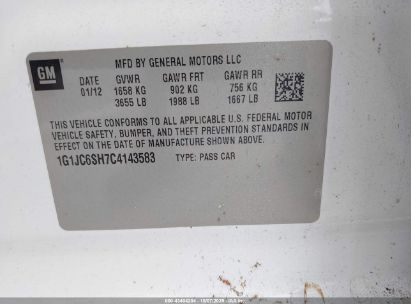 MFD BY GENERAL MOTORS LLC
GM
DATE GVWR GAWR FRT GAWR RR
01/12 1658 KG 902 KG 756 KG
3655 LB 1988 LB 1667 LB
THIS VEHICLE CONFORMS TO ALL APPLICABLE U.S. FEDERAL MOTOR
VEHICLE SAFETY, BUMPER, AND THEFT PREVENTION STANDARDS IN
EFFECT ON THE DATE OF MANUFACTURE SHOWN ABOVE.
1G1JC6SH7C4143583 TYPE: PASS CAR